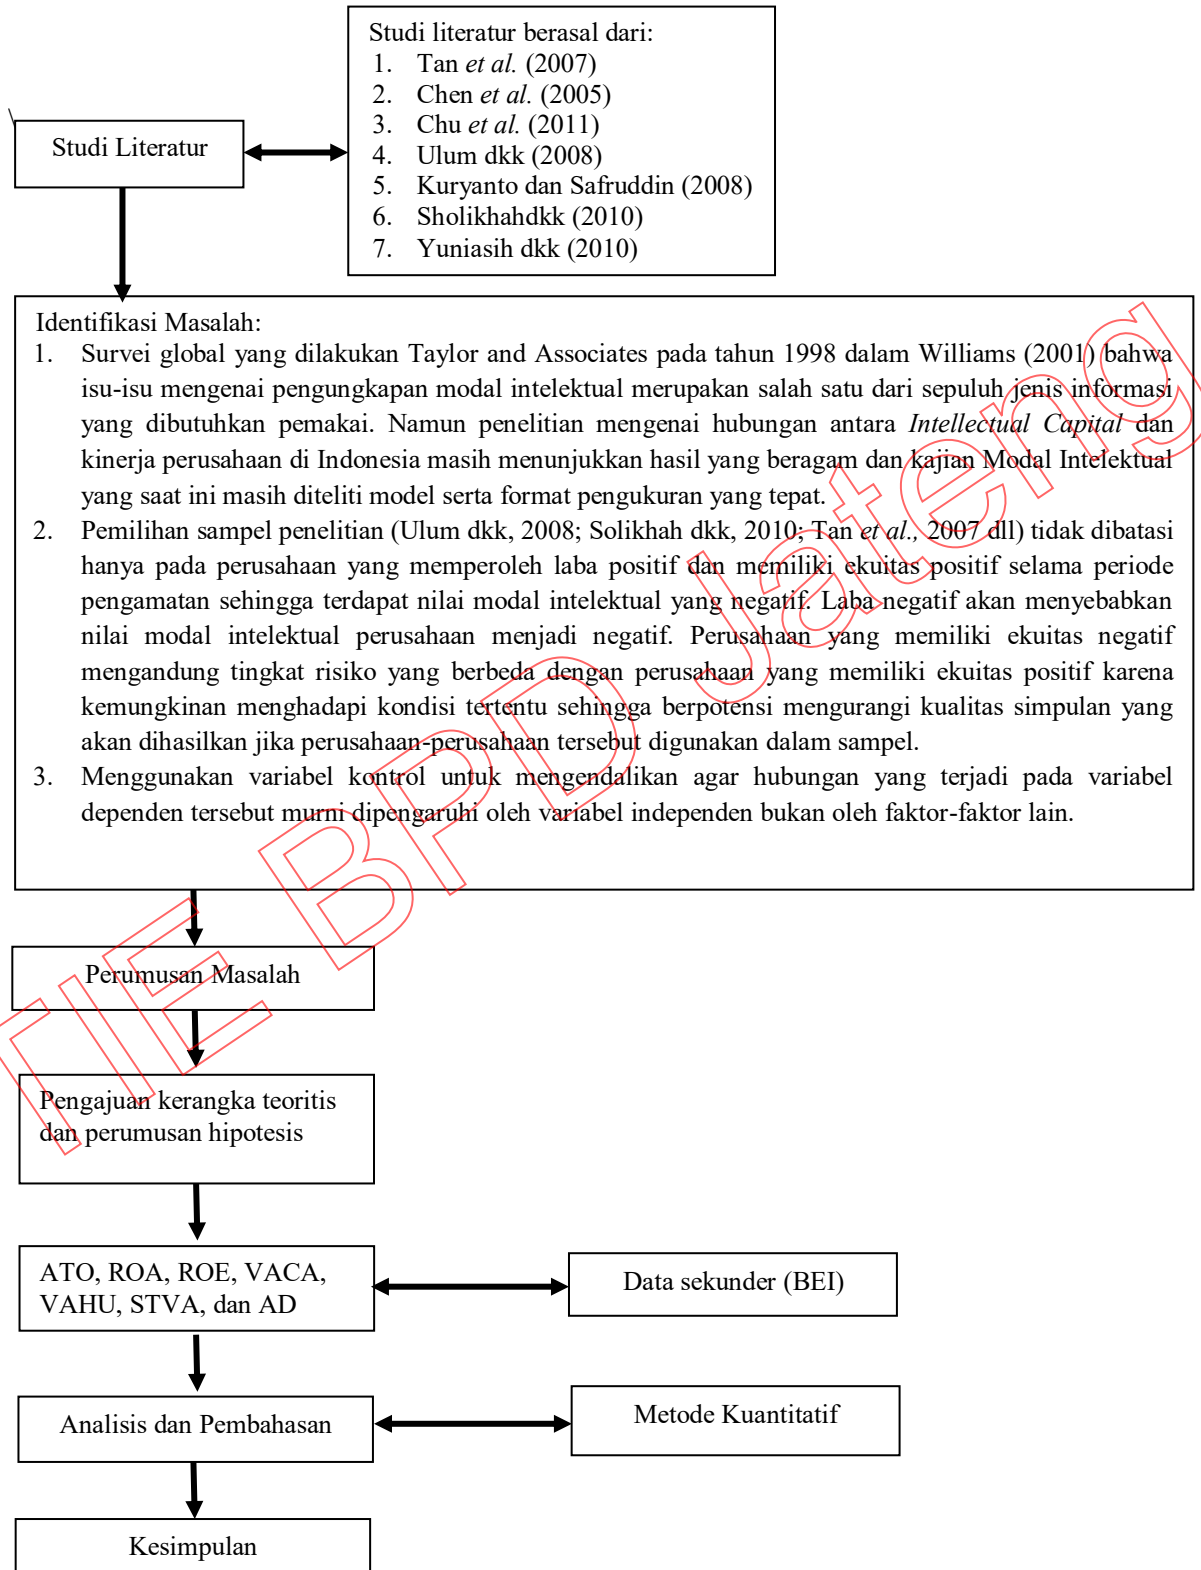 Studi literatur berasal dari:
1. Tan et al. (2007)
2. Chen et al. (2005)
3. Chu et al. (2011)
4. Ulum dkk (2008)
5. Kuryanto dan Safruddin (2008)
6. Sholikhahdkk (2010)
7. Yuniasih dkk (2010)
\
Studi Literatur
Identifikasi Masalah:
1. Survei global yang dilakukan Taylor and Associates pada tahun 1998 dalam Williams (2001) bahwa
isu-isu mengenai pengungkapan modal intelektual merupakan salah satu dari sepuluh jenis informasi
yang dibutuhkan pemakai. Namun penelitian mengenai hubungan antara Intellectual Capital dan
kinerja perusahaan di Indonesia masih menunjukkan hasil yang beragam dan kajian Modal Intelektual
yang saat ini masih diteliti model serta format pengukuran yang tepat.
2. Pemilihan sampel penelitian (Ulum dkk, 2008; Solikhah dkk, 2010; Tan et al., 2007 dll) tidak dibatasi
hanya pada perusahaan yang memperoleh laba positif dan memiliki ekuitas positif selama periode
pengamatan sehingga terdapat nilai modal intelektual yang negatif. Laba negatif akan menyebabkan
nilai modal intelektual perusahaan menjadi negatif. Perusahaan yang memiliki ekuitas negatif
mengandung tingkat risiko yang berbeda dengan perusahaan yang memiliki ekuitas positif karena
kemungkinan menghadapi kondisi tertentu sehingga berpotensi mengurangi kualitas simpulan yang
akan dihasilkan jika perusahaan-perusahaan tersebut digunakan dalam sampel.
3. Menggunakan variabel kontrol untuk mengendalikan agar hubungan yang terjadi pada variabel
dependen tersebut murni dipengaruhi oleh variabel independen bukan oleh faktor-faktor lain.
Perumusan Masalah
Pengajuan kerangka teoritis
dan perumusan hipotesis
ATO, ROA, ROE, VACA,
VAHU, STVA, dan AD
Data sekunder (BEI)
Analisis dan Pembahasan
Metode Kuantitatif
Kesimpulan
TIE BPD Jateng